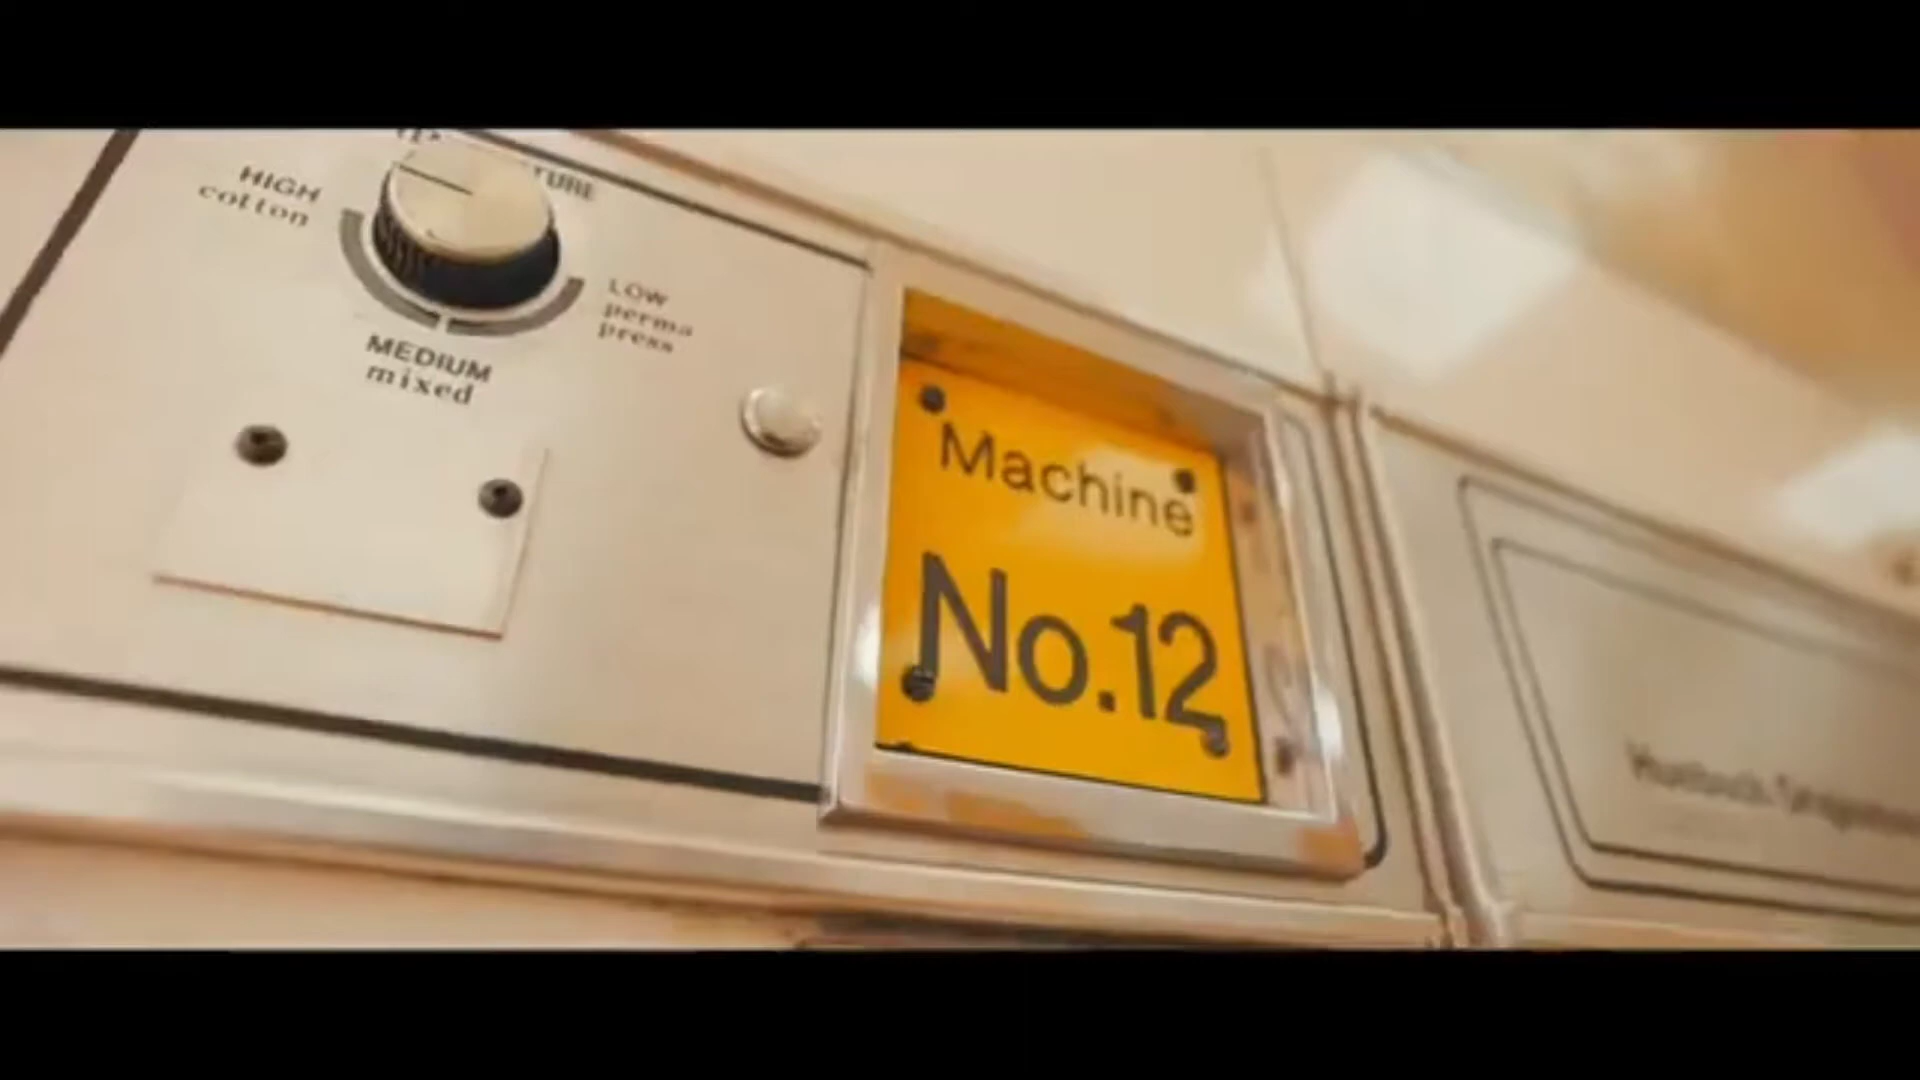 HIGH
cotton
MEDIUM
mixed
LOW
perma
press
Machine
No.12